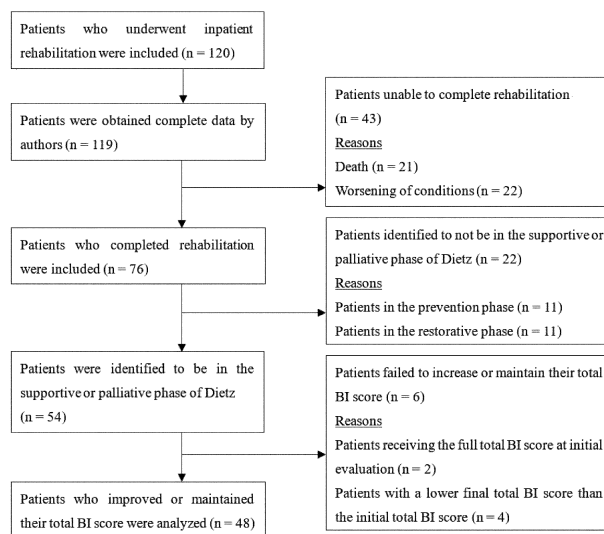 Patients who underwent inpatient
rehabilitation were included (n = 120)
Patients were obtained complete data by
authors (n = 119)
Patients unable to complete rehabilitation
(n = 43)
Reasons
Death (n = 21)
Worsening of conditions (n = 22)
Patients who completed rehabilitation
were included (n = 76)
Patients identified to not be in the supportive or
palliative phase of Dietz (n = 22)
Reasons
Patients in the prevention phase (n = 11)
Patients in the restorative phase (n = 11)
Patients were identified to be in the
supportive or palliative phase of Dietz
(n = 54)
Patients failed to increase or maintain their total
BI score (n = 6)
Reasons
Patients receiving the full total BI score at initial
evaluation (n = 2)
Patients with a lower final total BI score than
the initial total BI score (n = 4)
Patients who improved or maintained
their total BI score were analyzed (n = 48)